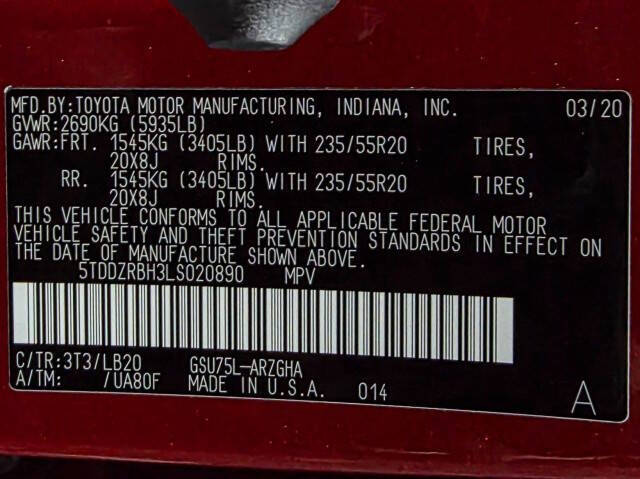 MFD.BY:TOYOTA MOTOR MANUFACTURING, INDIANA, INC. 03/20
GVWR:2690KG (5935LB)
GAWR:FRT. 1545KG (3405LB) WITH 235/55R20 TIRES,
20X8J RIMS.
RR. 1545KG (3405LB) WITH 235/55R20 TIRES,
20X8J RIMS.
THIS VEHICLE CONFORMS TO ALL APPLICABLE FEDERAL MOTOR
VEHICLE SAFETY AND THEFT PREVENTION STANDARDS IN EFFECT ON
THE DATE OF MANUFACTURE SHOWN ABOVE.
5TDDZRBH3LS020890 MPV
C/TR:3T3/LB20 GSU75L-ARZGHA
A/TM: /UA80F MADE IN U.S.A. 014 A